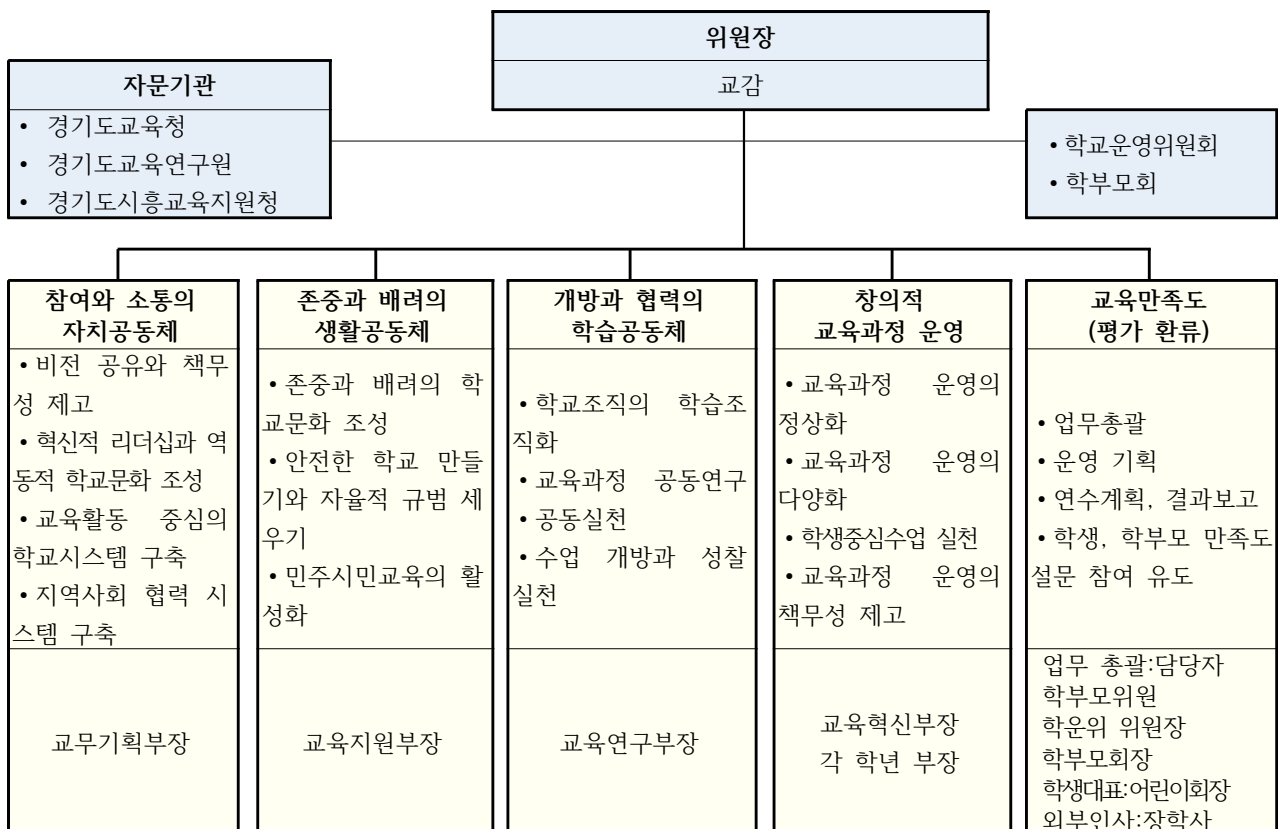 위원장
교감
자문기관
• 경기도교육청
• 경기도교육연구원
• 경기도시흥교육지원청
• 학교운영위원회
• 학부모회
참여와 소통의
자치공동체
• 비전 공유와 책무
성 제고
• 혁신적 리더십과 역
동적 학교문화 조성
• 교육활동 중심의
학교시스템 구축
• 지역사회 협력 시
스템 구축
교무기획부장
존중과 배려의
생활공동체
• 존중과 배려의 학
교문화 조성
• 안전한 학교 만들
기와 자율적 규범 세
우기
• 민주시민교육의 활
성화
교육지원부장
개방과 협력의
학습공동체
• 학교조직의 학습조
직화
• 교육과정 공동연구
• 공동실천
• 수업 개방과 성찰
실천
교육연구부장
창의적
교육과정 운영
• 교육과정 운영의
정상화
• 교육과정 운영의
다양화
• 학생중심수업 실천
• 교육과정 운영의
책무성 제고
교육혁신부장
각 학년 부장
교육만족도
(평가 환류)
• 업무총괄
• 운영 기획
• 연수계획, 결과보고
• 학생, 학부모 만족도
설문 참여 유도
업무 총괄:담당자
학부모위원
학운위 위원장
학부모회장
학생대표:어린이회장
외부인사:장학사